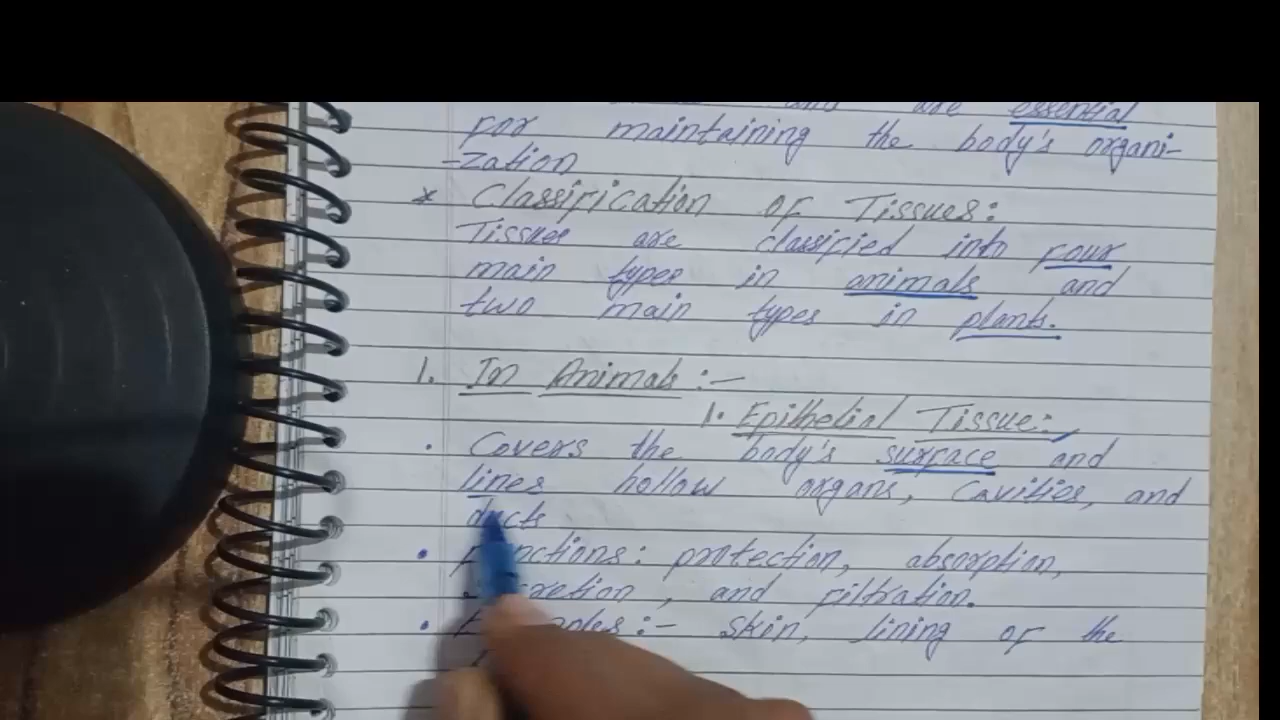 are essential
for maintaining the body's organi-
-zation
* Classification of Tissues:
Tissues are classified into four
main types in animals and
two main types in plants.
1. In Animals :-
1. Epithelial Tissue:
. Covers the body's surface and
lines hollow organs, Cavities, and
ducts
. Functions: protection, absorption,
and filtration.
. :- skin, lining of the